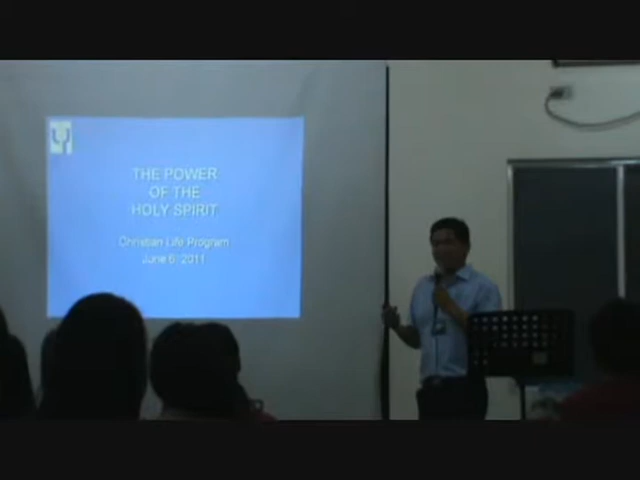 THE POWER
OF THE
HOLY SPIRIT
Christian Life Program
June 6, 2011